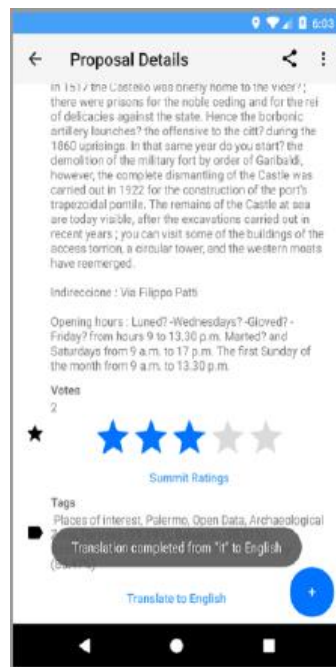 6:03
Proposal Details
in 1517 the Castello was briefly home to the Vicer? ;
there were prisons for the noble ceding and for the rei
of delicacies against the state. Hence the borbonic
artillery launches? the offensive to the citt? during the
1860 uprisings. In that same year do you start? the
demolition of the military fort by order of Garibaldi,
however, the complete dismantling of the Castle was
carried out in 1922 for the construction of the port's
trapezoidal pontile. The remains of the Castle at sea
are today visible, after the excavations carried out in
recent years ; you can visit some of the buildings of the
access torrion, a circular tower, and the western moats
have reemerged.
Indireccione : Via Filippo Patti
Opening hours : Luned? -Wednesdays? -Gioved? -
Friday? from hours 9 to 13,30 p.m. Marted? and
Saturdays from 9 a.m. to 17 p.m. The first Sunday of
the month from 9 a.m. to 13.30 p.m.
Votes
2
Summit Ratings
Tags
Places of interest, Palermo, Open Data, Archaeological
Translation completed from "it" to English
Translate to English
+